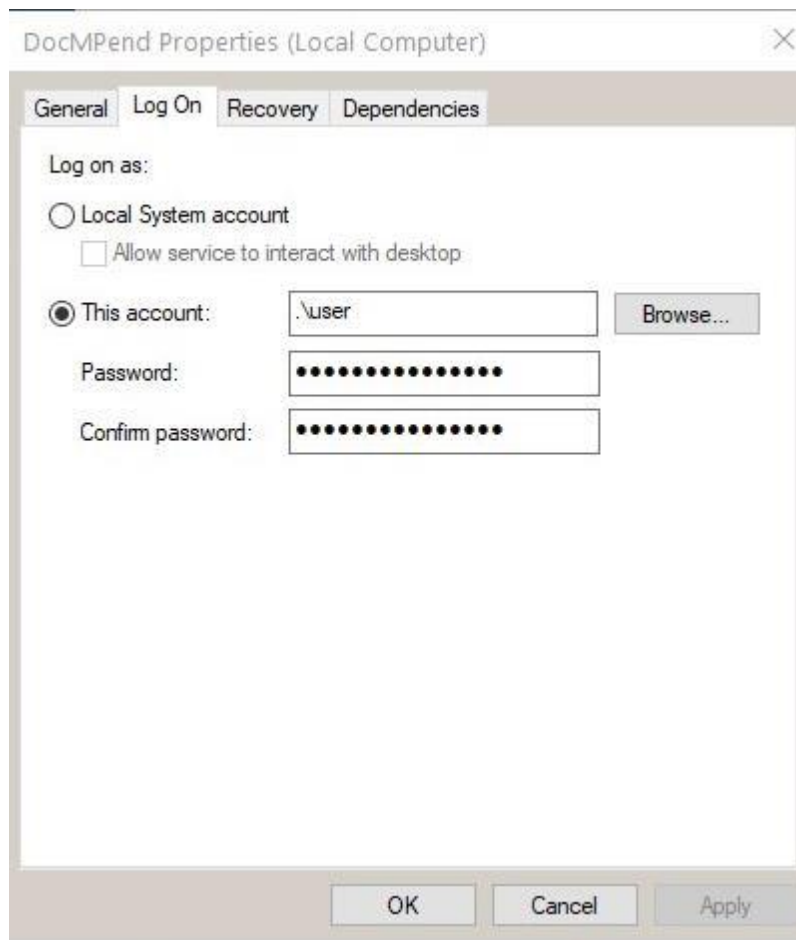 DocMPend Properties (Local Computer)
General Log On Recovery Dependencies
Log on as:
Local System account
Allow service to interact with desktop
This account: .\user Browse...
Password: •••••••••••••••
Confirm password: •••••••••••••••
OK Cancel Apply